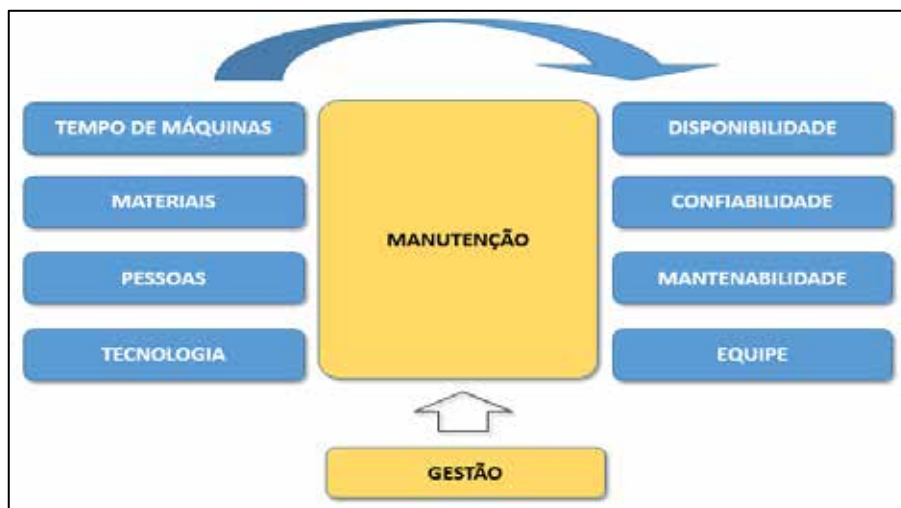 TEMPO DE MÁQUINAS
MATERIAIS
PESSOAS
TECNOLOGIA
MANUTENÇÃO
GESTÃO
DISPONIBILIDADE
CONFIABILIDADE
MANTENABILIDADE
EQUIPE